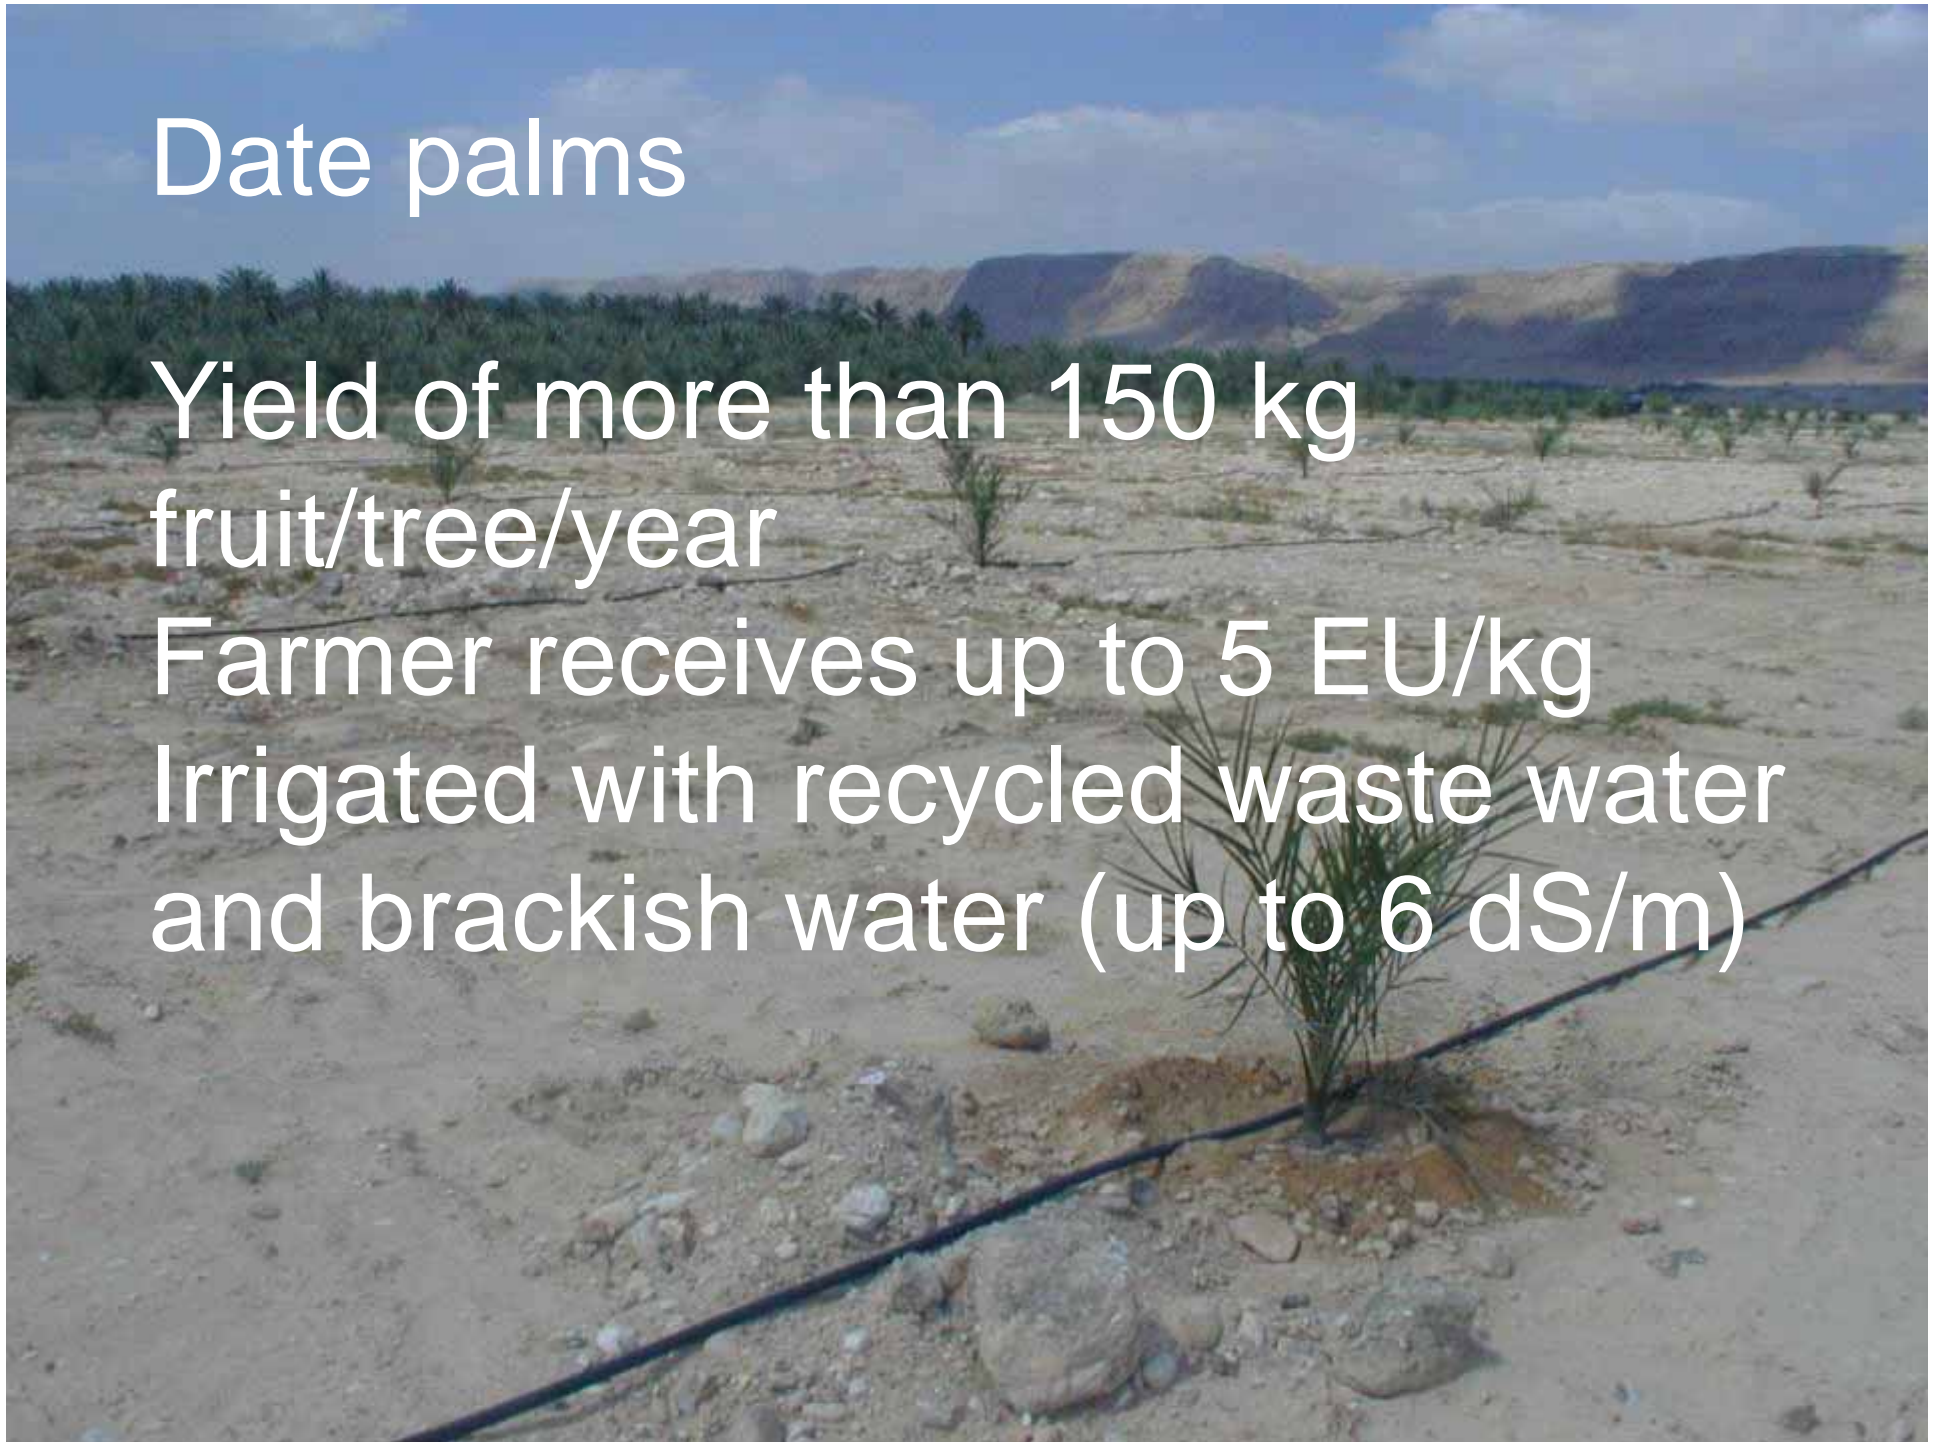 Date palms
Yield of more than 150 kg
fruit/tree/year
Farmer receives up to 5 EU/kg
Irrigated with recycled waste water
and brackish water (up to 6 dS/m)